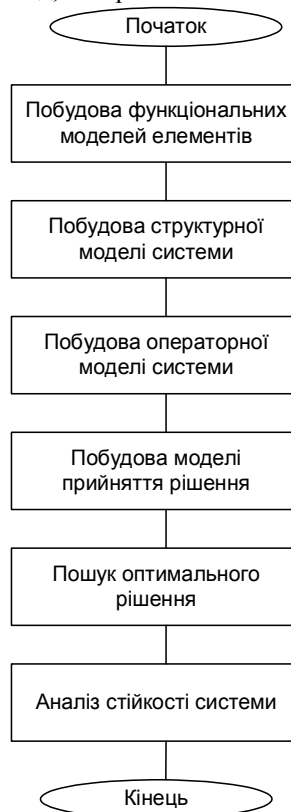 Початок
Побудова функціональних
моделей елементів
Побудова структурної
моделі системи
Побудова операторної
моделі системи
Побудова моделі
прийняття рішення
Пошук оптимального
рішення
Аналіз стійкості системи
Кінець